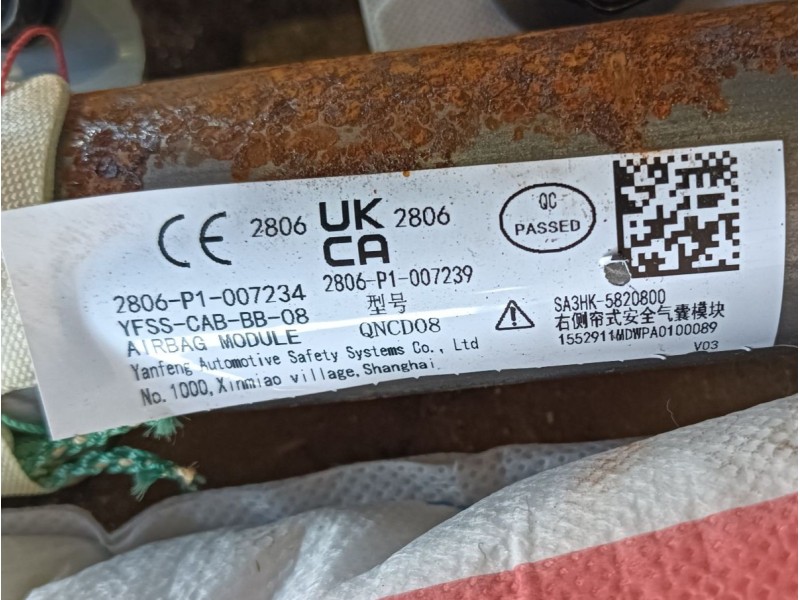 CE 2806 UK CA 2806
QC PASSED
2806-P1-007234
2806-P1-007239
YFSS-CAB-BB-08
型号
AIRBAG MODULE
QNCD08
Yanfeng Automotive Safety Systems Co., Ltd
No. 1000, Xinmiao village, Shanghai
SA3HK-5820800
右侧帘式安全气囊模块
1552911MDWPA0100089
V03